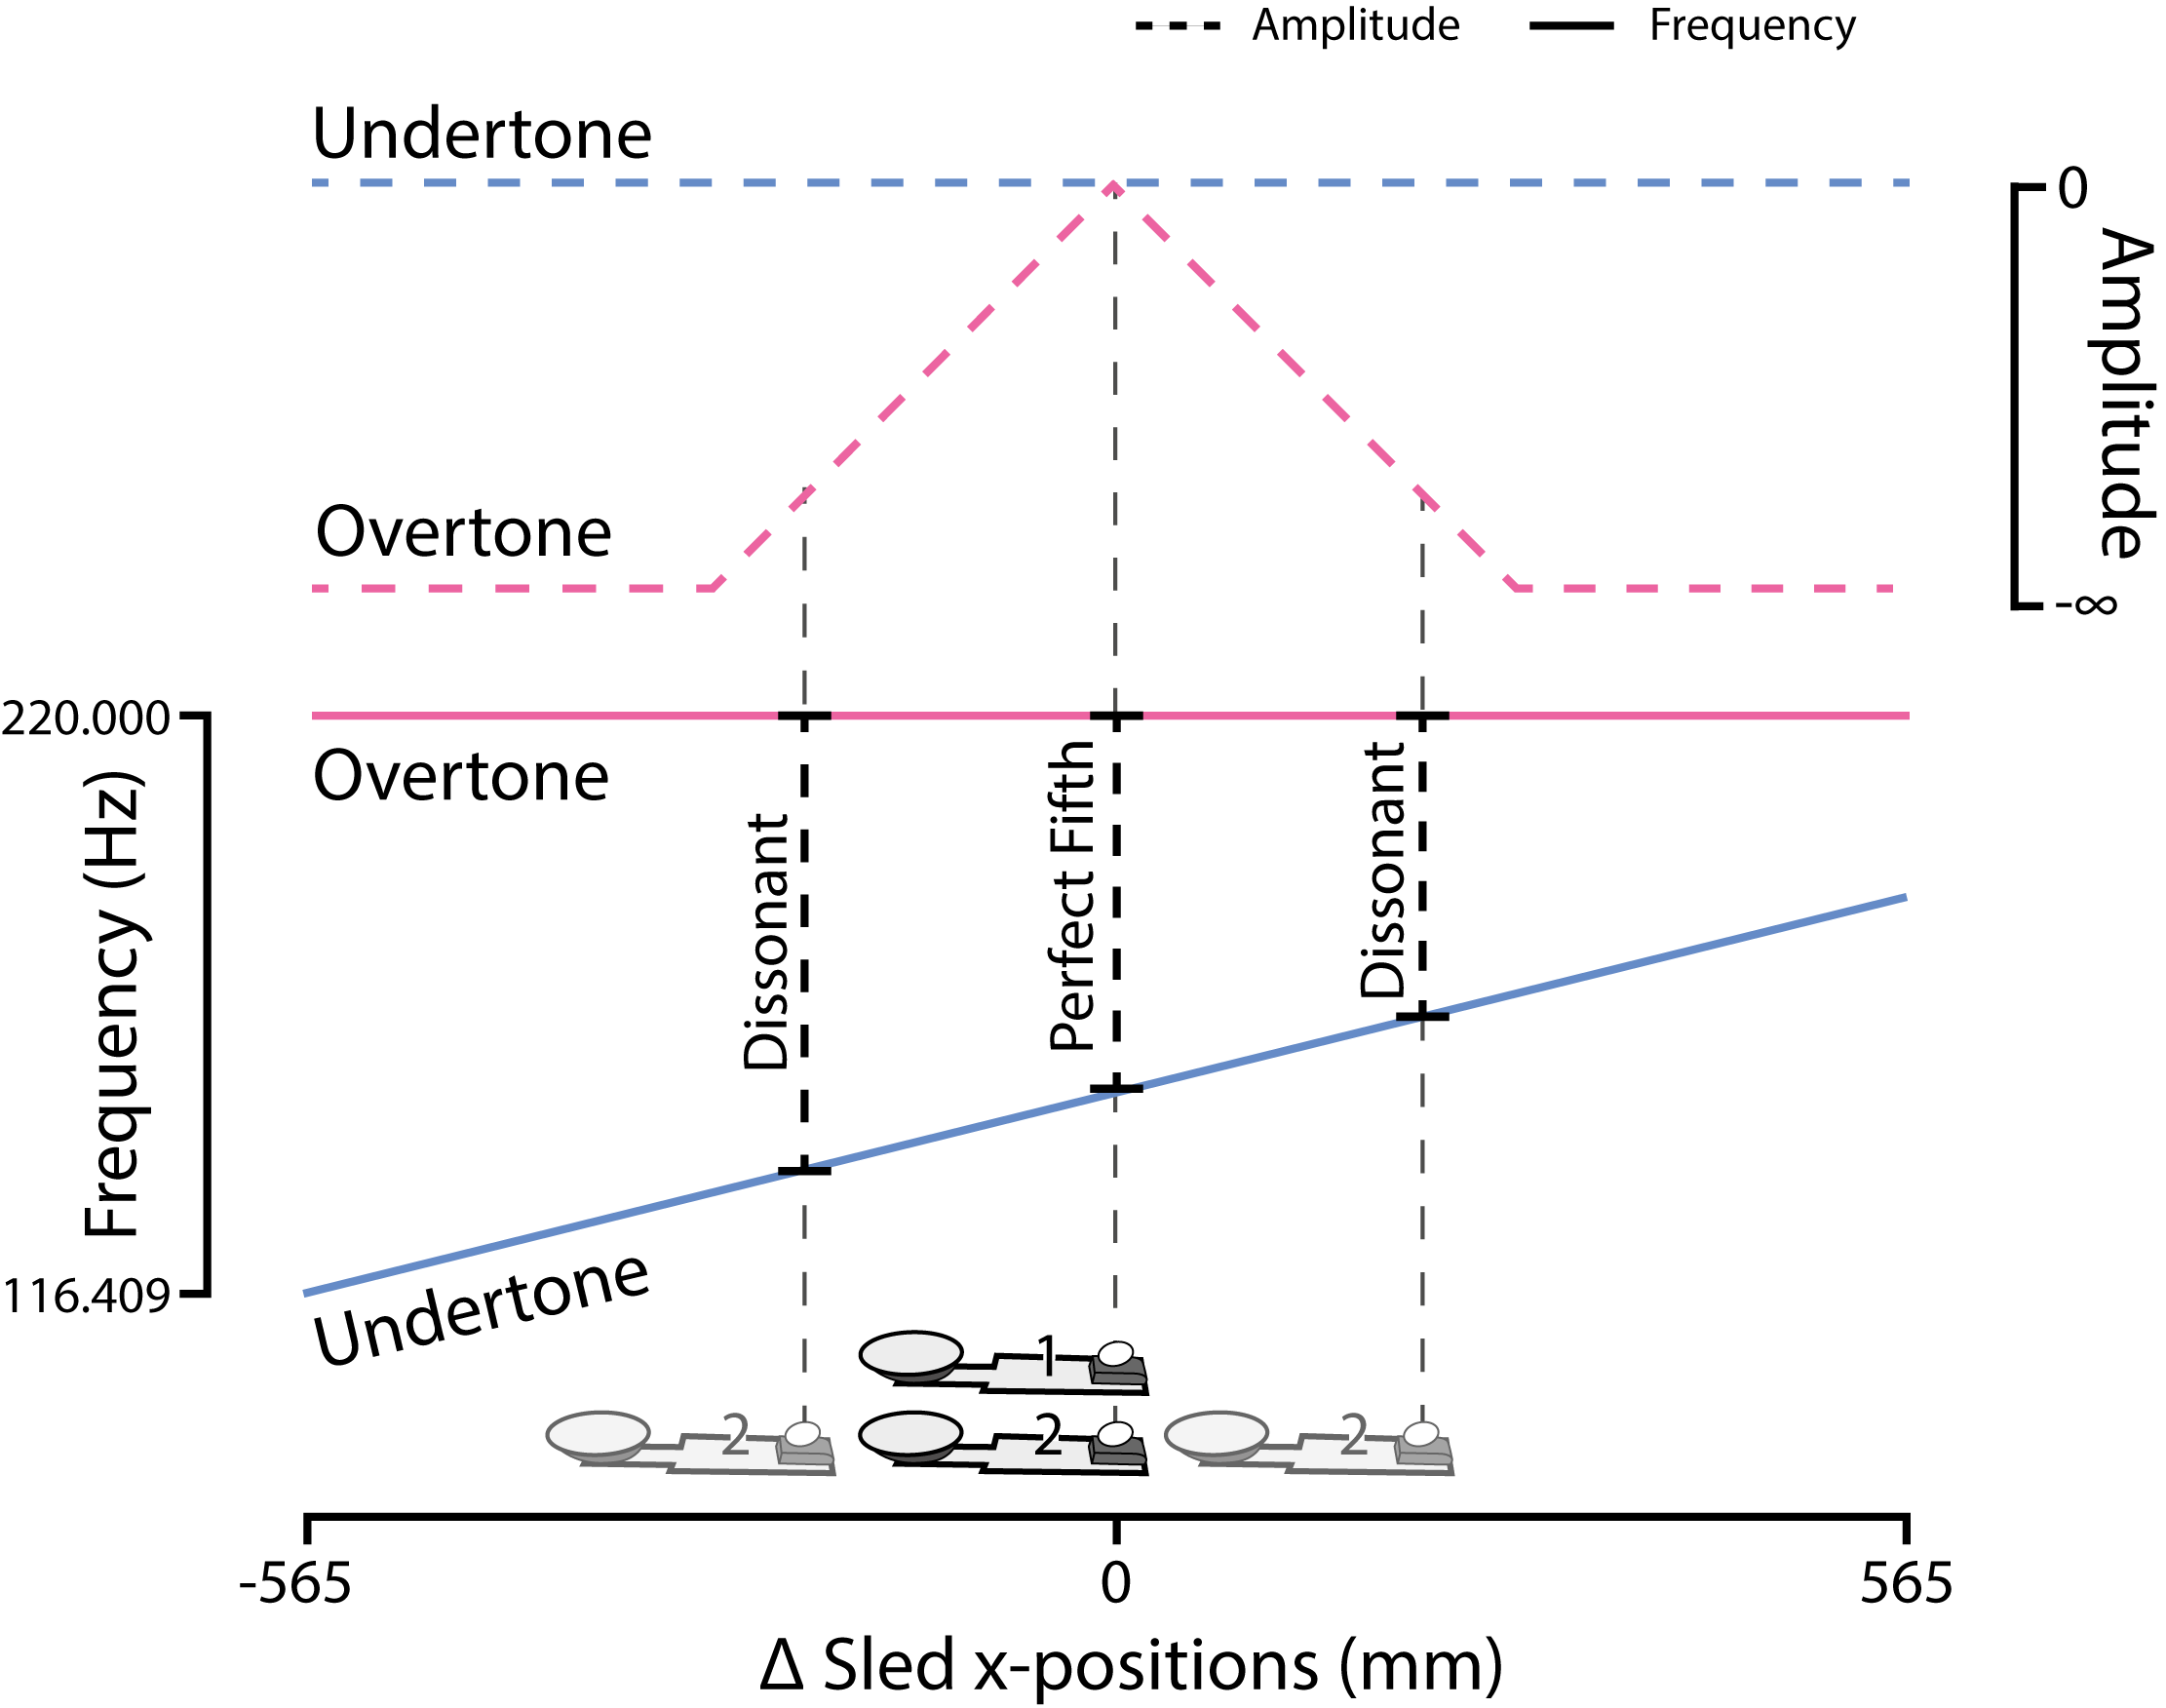 Amplitude Frequency
Undertone
0
Amplitude
Overtone
-∞
220.000
Overtone
Frequency (Hz)
Dissonant
Perfect Fifth
Dissonant
116.409
Undertone
1
2 2 2
-565 0 565
Δ Sled x-positions (mm)